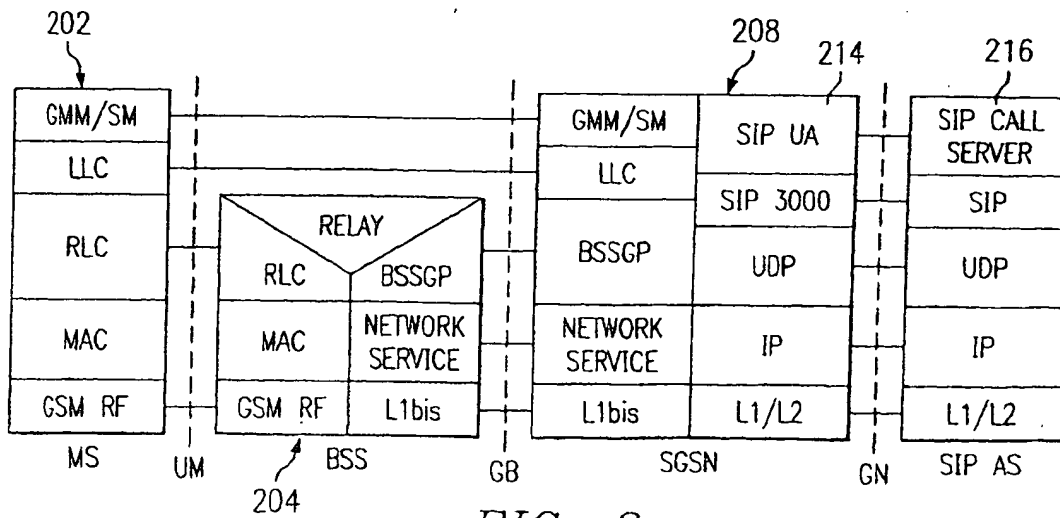 202
GMM/SM
LLC
RLC
MAC
GSM RF
MS
UM
RELAY
RLC
BSSGP
MAC
NETWORK
SERVICE
GSM RF
L1bis
204
BSS
GB
208
214
GMM/SM
LLC
BSSGP
NETWORK
SERVICE
L1bis
SIP UA
SIP 3000
UDP
IP
L1/L2
SGSN
GN
216
SIP CALL
SERVER
SIP
UDP
IP
L1/L2
SIP AS